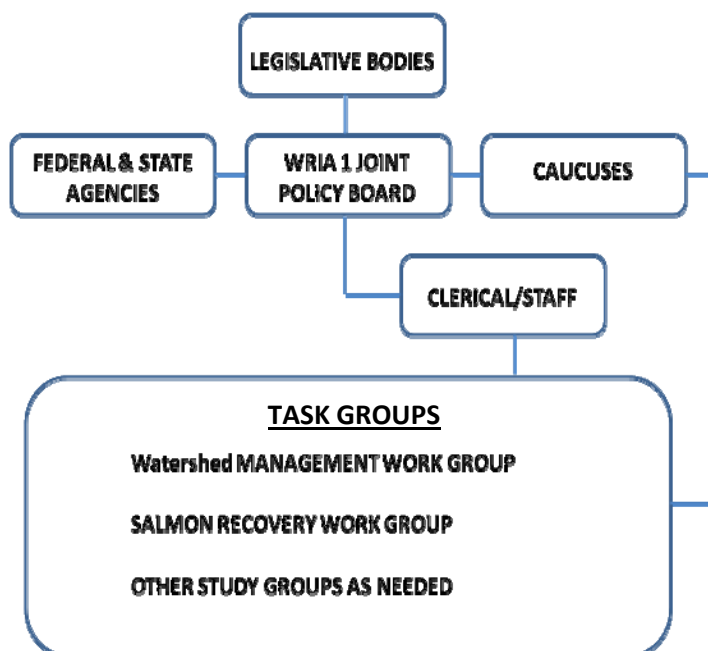 LEGISLATIVE BODIES
FEDERAL & STATE
AGENCIES
WRIA 1 JOINT
POLICY BOARD
CAUCUSES
CLERICAL/STAFF
TASK GROUPS
Watershed MANAGEMENT WORK GROUP
SALMON RECOVERY WORK GROUP
OTHER STUDY GROUPS AS NEEDED